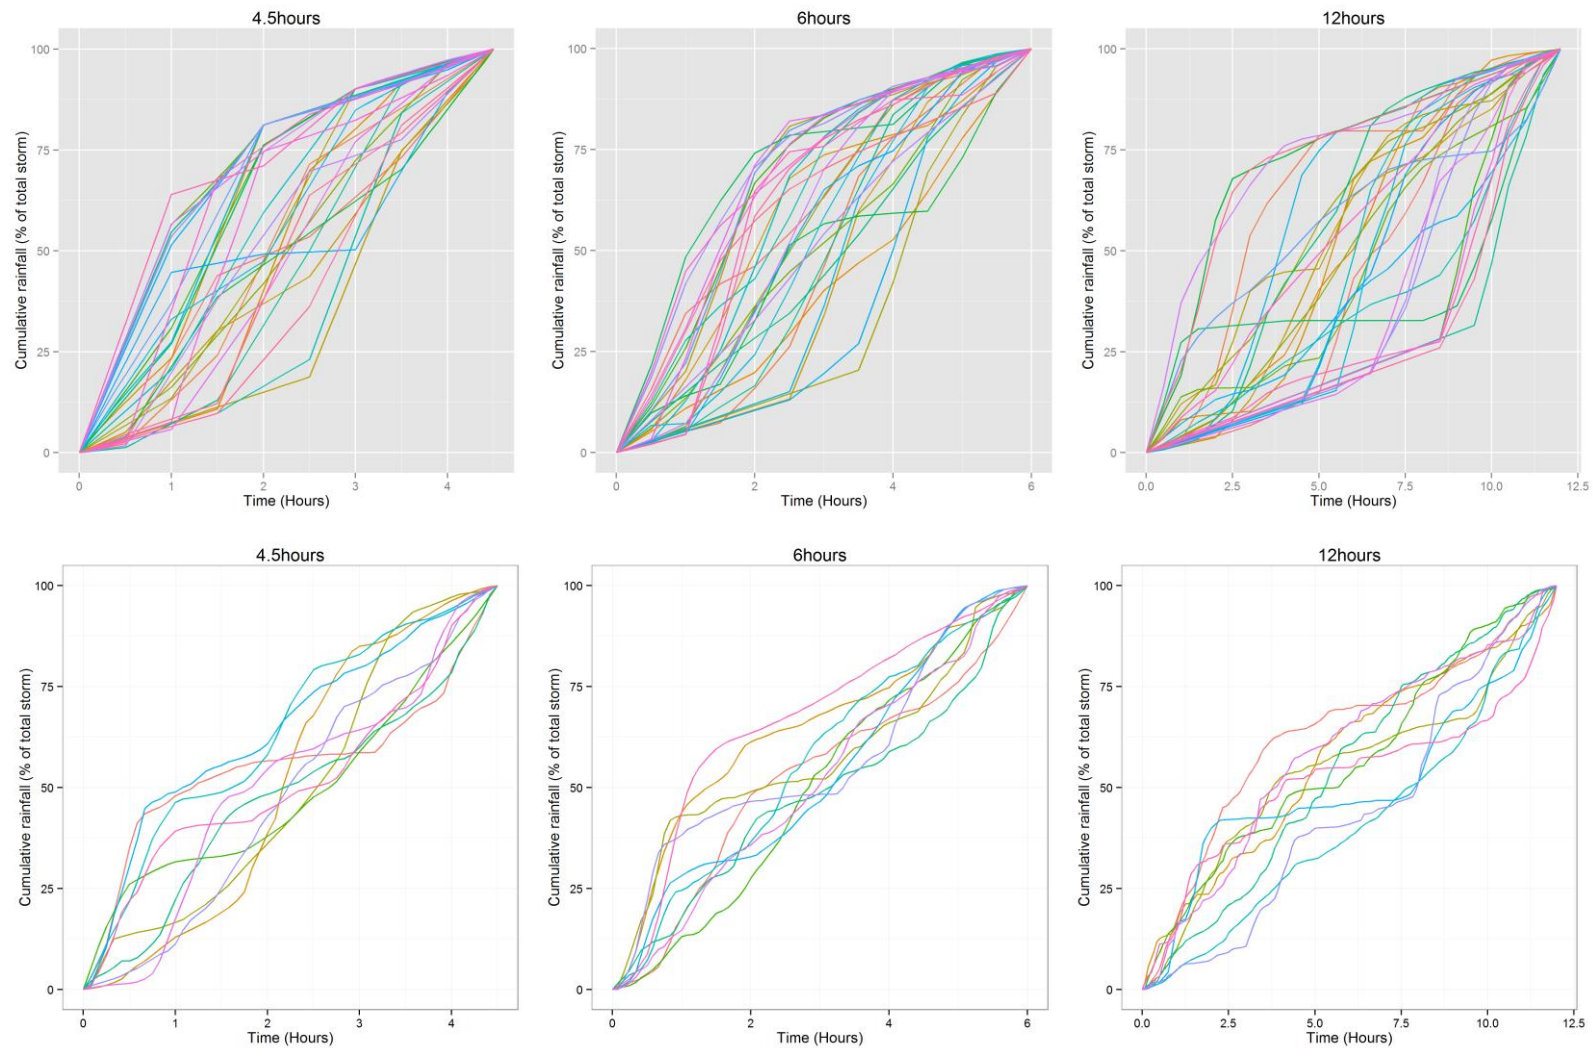 4.5hours
6hours
12hours
Cumulative rainfall (% of total storm)
100
75
50
25
0
0 1 2 3 4
Time (Hours)
Cumulative rainfall (% of total storm)
100
75
50
25
0
0 2 4 6
Time (Hours)
Cumulative rainfall (% of total storm)
100
75
50
25
0
0.0 2.5 5.0 7.5 10.0 12.5
Time (Hours)
4.5hours
6hours
12hours
Cumulative rainfall (% of total storm)
100
75
50
25
0
0 1 2 3 4
Time (Hours)
Cumulative rainfall (% of total storm)
100
75
50
25
0
0 2 4 6
Time (Hours)
Cumulative rainfall (% of total storm)
100
75
50
25
0
0.0 2.5 5.0 7.5 10.0 12.5
Time (Hours)